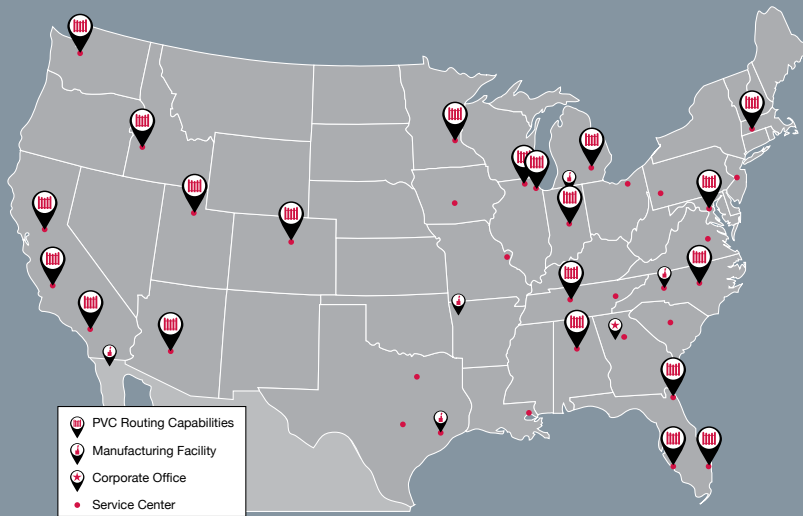 PVC Routing Capabilities
Manufacturing Facility
Corporate Office
Service Center